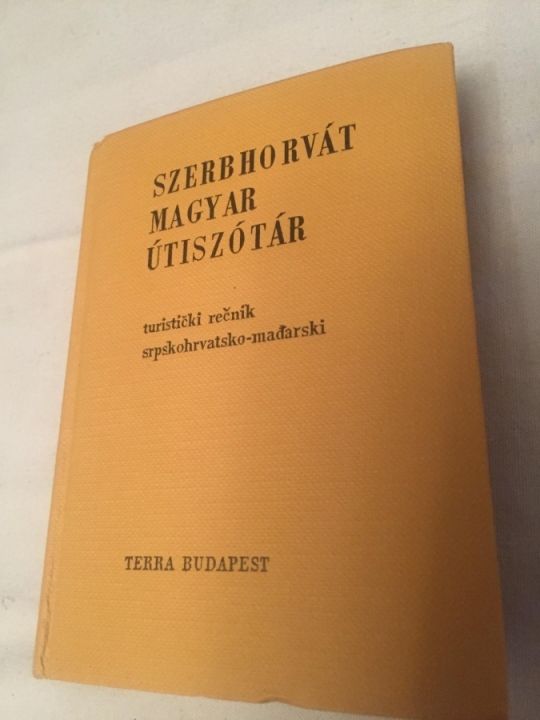 SZERBHORVÁT
MAGYAR
ÚTISZÓTÁR
turistički rečnik
srpskohrvatsko-mađarski
TERRA BUDAPEST